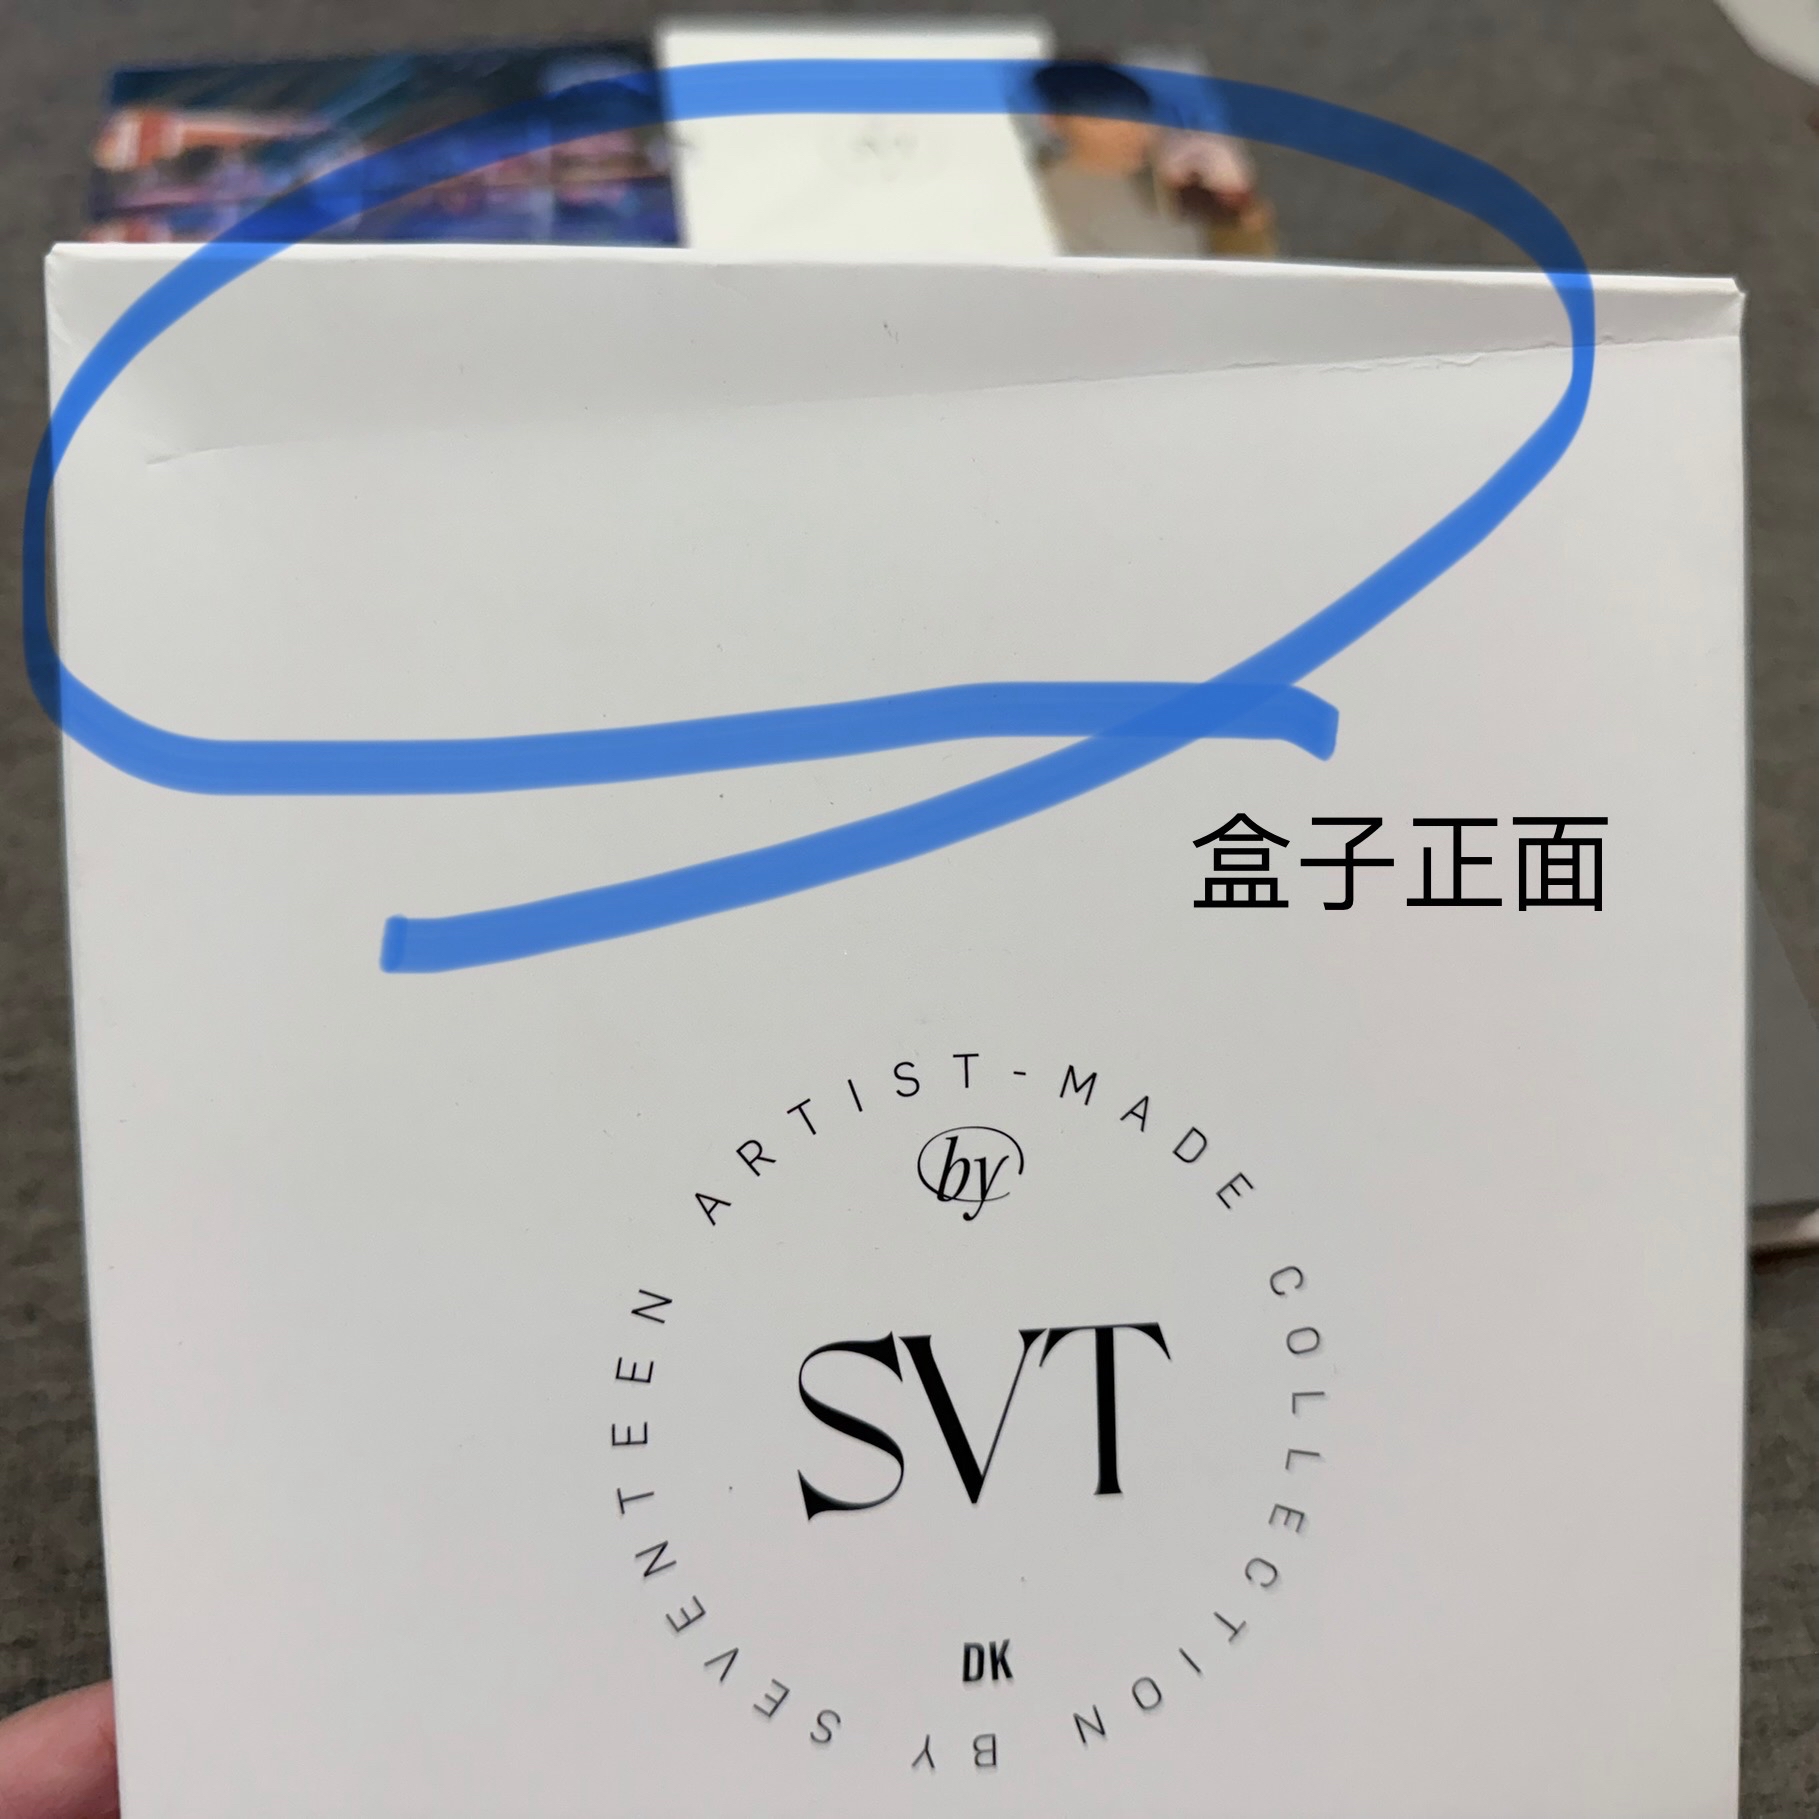 盒子正面
ARTIST-MADE COLLECTION BY SEVENTEEN
by
SVT
DK